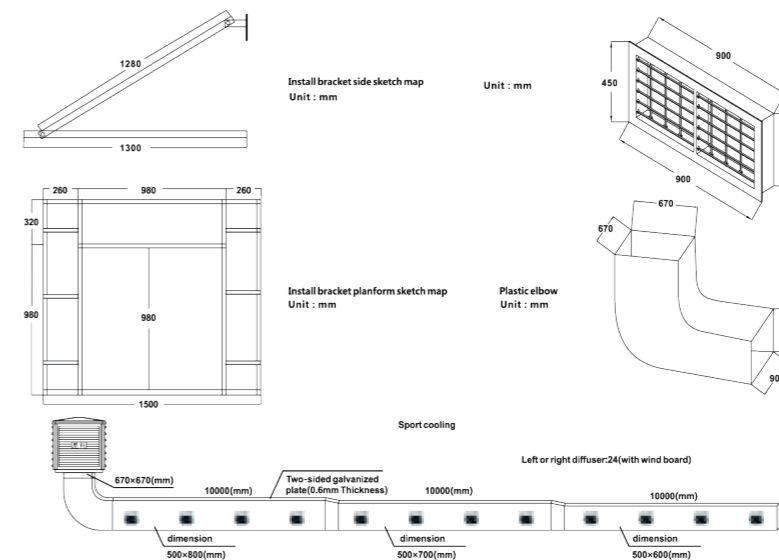 1280
1300
Install bracket side sketch map
Unit : mm
Unit : mm
900
450
900
260
980
260
320
980
980
1500
Install bracket planform sketch map
Unit : mm
Plastic elbow
Unit : mm
670
670
Sport cooling
Left or right diffuser:24(with wind board)
670×670(mm)
10000(mm)
Two-sided galvanized
plate(0.6mm Thickness)
10000(mm)
10000(mm)
dimension
500×800(mm)
dimension
500×700(mm)
dimension
500×600(mm)